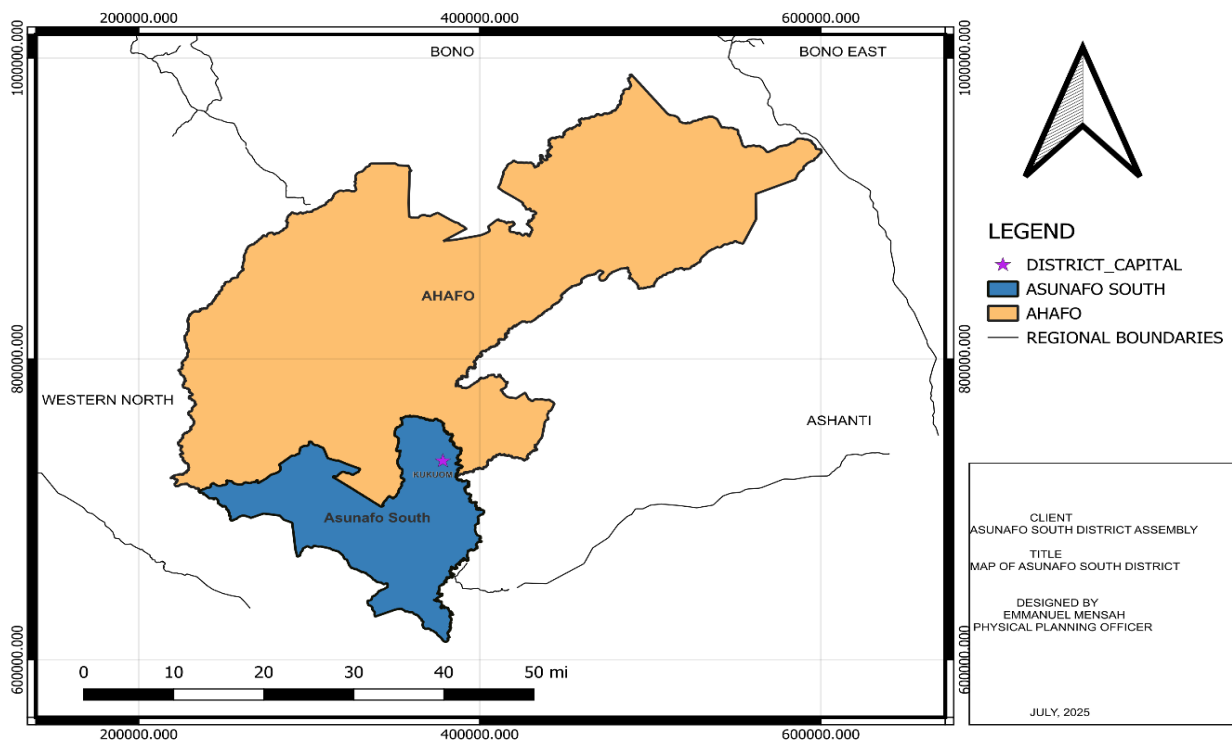 200000.000 400000.000 600000.000
BONO
BONO EAST
1000000.000
1000000.000
AHAFO
800000.000
800000.000
WESTERN NORTH
ASHANTI
KUKUOM
Asunafo South
600000.000
600000.000
0 10 20 30 40 50 mi
200000.000 400000.000 600000.000
LEGEND
DISTRICT_CAPITAL
ASUNAFO SOUTH
AHAFO
REGIONAL BOUNDARIES
CLIENT
ASUNAFO SOUTH DISTRICT ASSEMBLY
TITLE
MAP OF ASUNAFO SOUTH DISTRICT
DESIGNED BY
EMMANUEL MENSAH
PHYSICAL PLANNING OFFICER
JULY, 2025